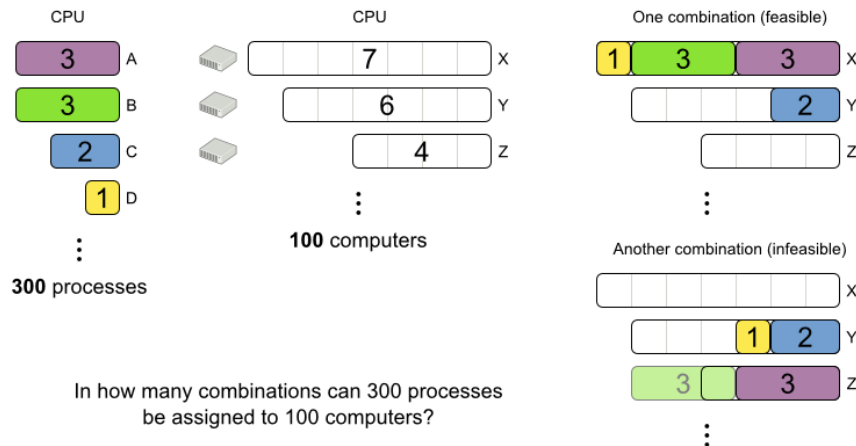 CPU
3 A
3 B
2 C
1 D
300 processes
CPU
7 X
6 Y
4 Z
100 computers
One combination (feasible)
1 3 3 X
2 Y
Z
Another combination (infeasible)
X
1 2 Y
3 3 Z
In how many combinations can 300 processes
be assigned to 100 computers?